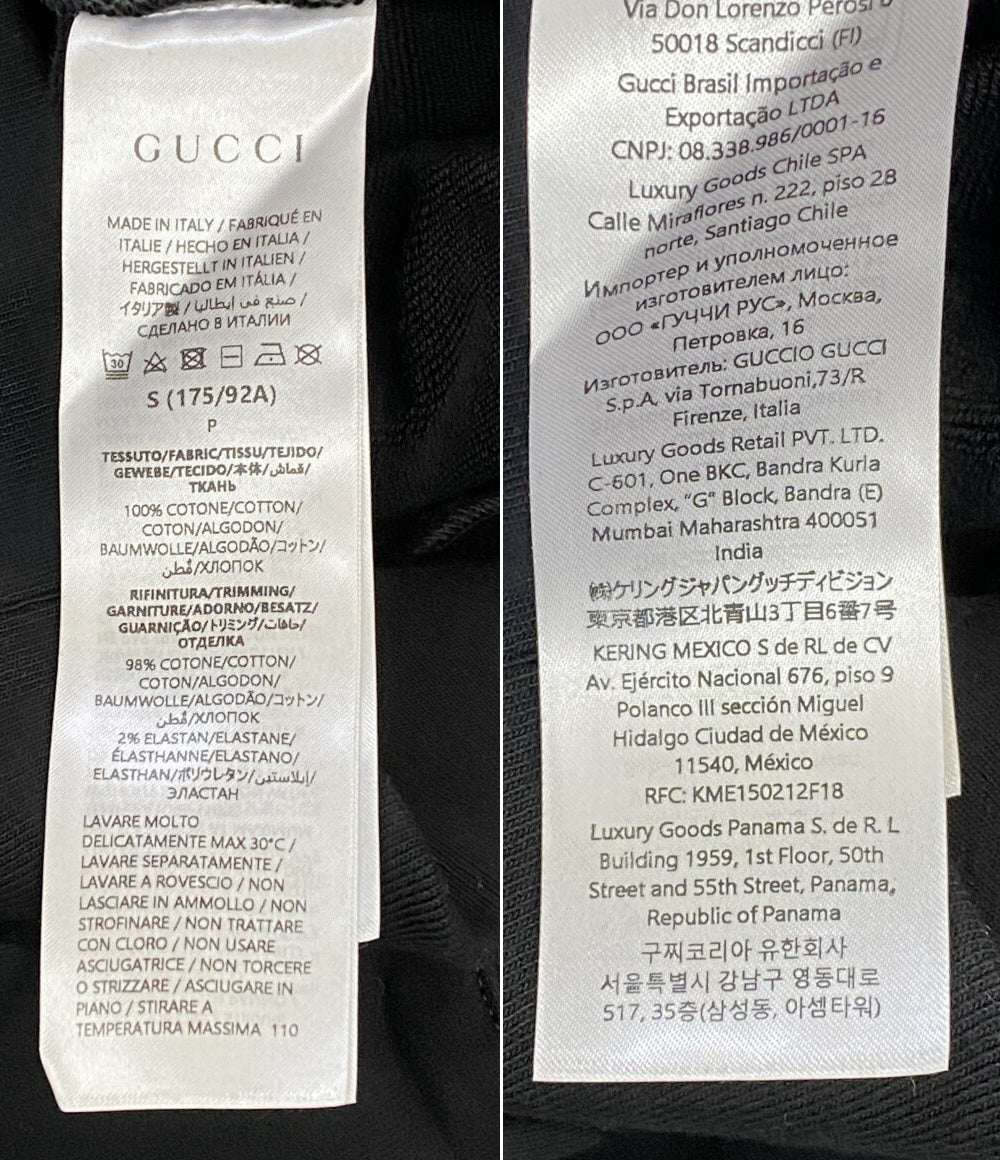 GUCCI
MADE IN ITALY / FABRIQUÉ EN
ITALIE / HECHO EN ITALIA /
HERGESTELLT IN ITALIEN /
FABRICADO EM ITÁLIA /
イタリア製 / صنع في إيطاليا /
СДЕЛАНО В ИТАЛИИ
30
S (175/92A)
P
TESSUTO/FABRIC/TISSU/TEJIDO/
GEWEBE/TECIDO/本体/قماش/
ТКАНЬ
100% COTONE/COTTON/
COTON/ALGODON/
BAUMWOLLE/ALGODÃO/コットン/
قُطن/ХЛОПОК
RIFINITURA/TRIMMING/
GARNITURE/ADORNO/BESATZ/
GUARNIÇÃO/トリミング/حافات/
ОТДЕЛКА
98% COTONE/COTTON/
COTON/ALGODON/
BAUMWOLLE/ALGODÃO/コットン/
قُطن/ХЛОПОК
2% ELASTAN/ELASTANE/
ÉLASTHANNE/ELASTANO/
ELASTHAN/ポリウレタン/إيلاستين/
ЭЛАСТАН
LAVARE MOLTO
DELICATAMENTE MAX 30°C /
LAVARE SEPARATAMENTE /
LAVARE A ROVESCIO / NON
LASCIARE IN AMMOLLO / NON
STROFINARE / NON TRATTARE
CON CLORO / NON USARE
ASCIUGATRICE / NON TORCERE
O STRIZZARE / ASCIUGARE IN
PIANO / STIRARE A
TEMPERATURA MASSIMA 110
Via Don Lorenzo Perosi
50018 Scandicci (FI)
Gucci Brasil Importação e
Exportação LTDA
CNPJ: 08.338.986/0001-16
Luxury Goods Chile SPA
Calle Miraflores n. 222, piso 28
norte, Santiago Chile
Импортер и уполномоченное
изготовителем лицо:
ООО «ГУЧЧИ РУС», Москва,
Петровка, 16
Изготовитель: GUCCIO GUCCI
S.p.A, via Tornabuoni,73/R
Firenze, Italia
Luxury Goods Retail PVT. LTD.
C-601, One BKC, Bandra Kurla
Complex, "G" Block, Bandra (E)
Mumbai Maharashtra 400051
India
㈱ケリングジャパングッチディビジョン
東京都港区北青山3丁目6番7号
KERING MEXICO S de RL de CV
Av. Ejército Nacional 676, piso 9
Polanco III sección Miguel
Hidalgo Ciudad de México
11540, México
RFC: KME150212F18
Luxury Goods Panama S. de R. L
Building 1959, 1st Floor, 50th
Street and 55th Street, Panama,
Republic of Panama
구찌코리아 유한회사
서울특별시 강남구 영동대로
517, 35층(삼성동, 아셈타워)